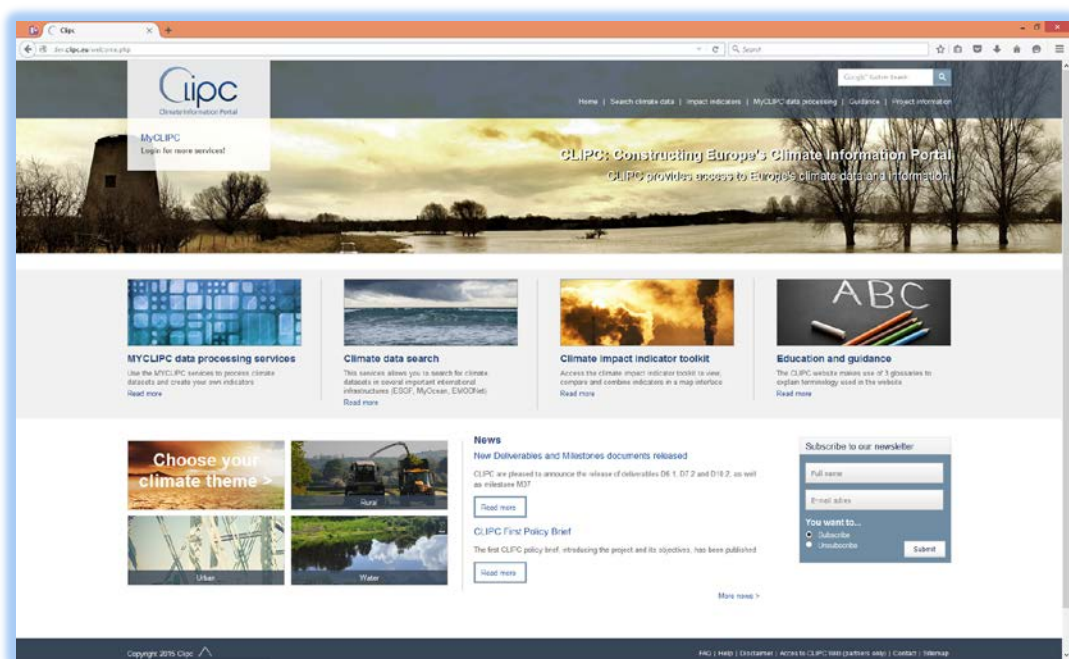 Clipc
dev.clipc.eu/welcome.php
Search
Clipc
Climate Information Portal
Google™ Custom Search
Home | Search climate data | Impact indicators | MyCLIPC data processing | Guidance | Project information
MyCLIPC
Login for more services!
CLIPC: Constructing Europe's Climate Information Portal
CLIPC provides access to Europe's climate data and information.
ABC
MYCLIPC data processing services
Use the MYCLIPC services to process climate
datasets and create your own indicators
Read more
Climate data search
This services allows you to search for climate
datasets in several important international
infrastructures (ESGF, MyOcean, EMODNet)
Read more
Climate impact indicator toolkit
Access the climate impact indicator toolkit to view,
compare and combine indicators in a map interface
Read more
Education and guidance
The CLIPC website makes use of 3 glossaries to
explain terminology used in the website
Read more
Choose your
climate theme >
Rural
Urban
Water
News
New Deliverables and Milestones documents released
CLIPC are pleased to announce the release of deliverables D6.1, D7.2 and D10.2, as well
as milestone M37
Read more
CLIPC First Policy Brief
The first CLIPC policy brief, introducing the project and its objectives, has been published
Read more
More news >
Subscribe to our newsletter
Full name
E-mail adres
You want to...
Subscribe
Unsubscribe
Submit
Copyright 2015 Clipc
FAQ | Help | Disclaimer | Acces to CLIPC Web (partners only) | Contact | Sitemap